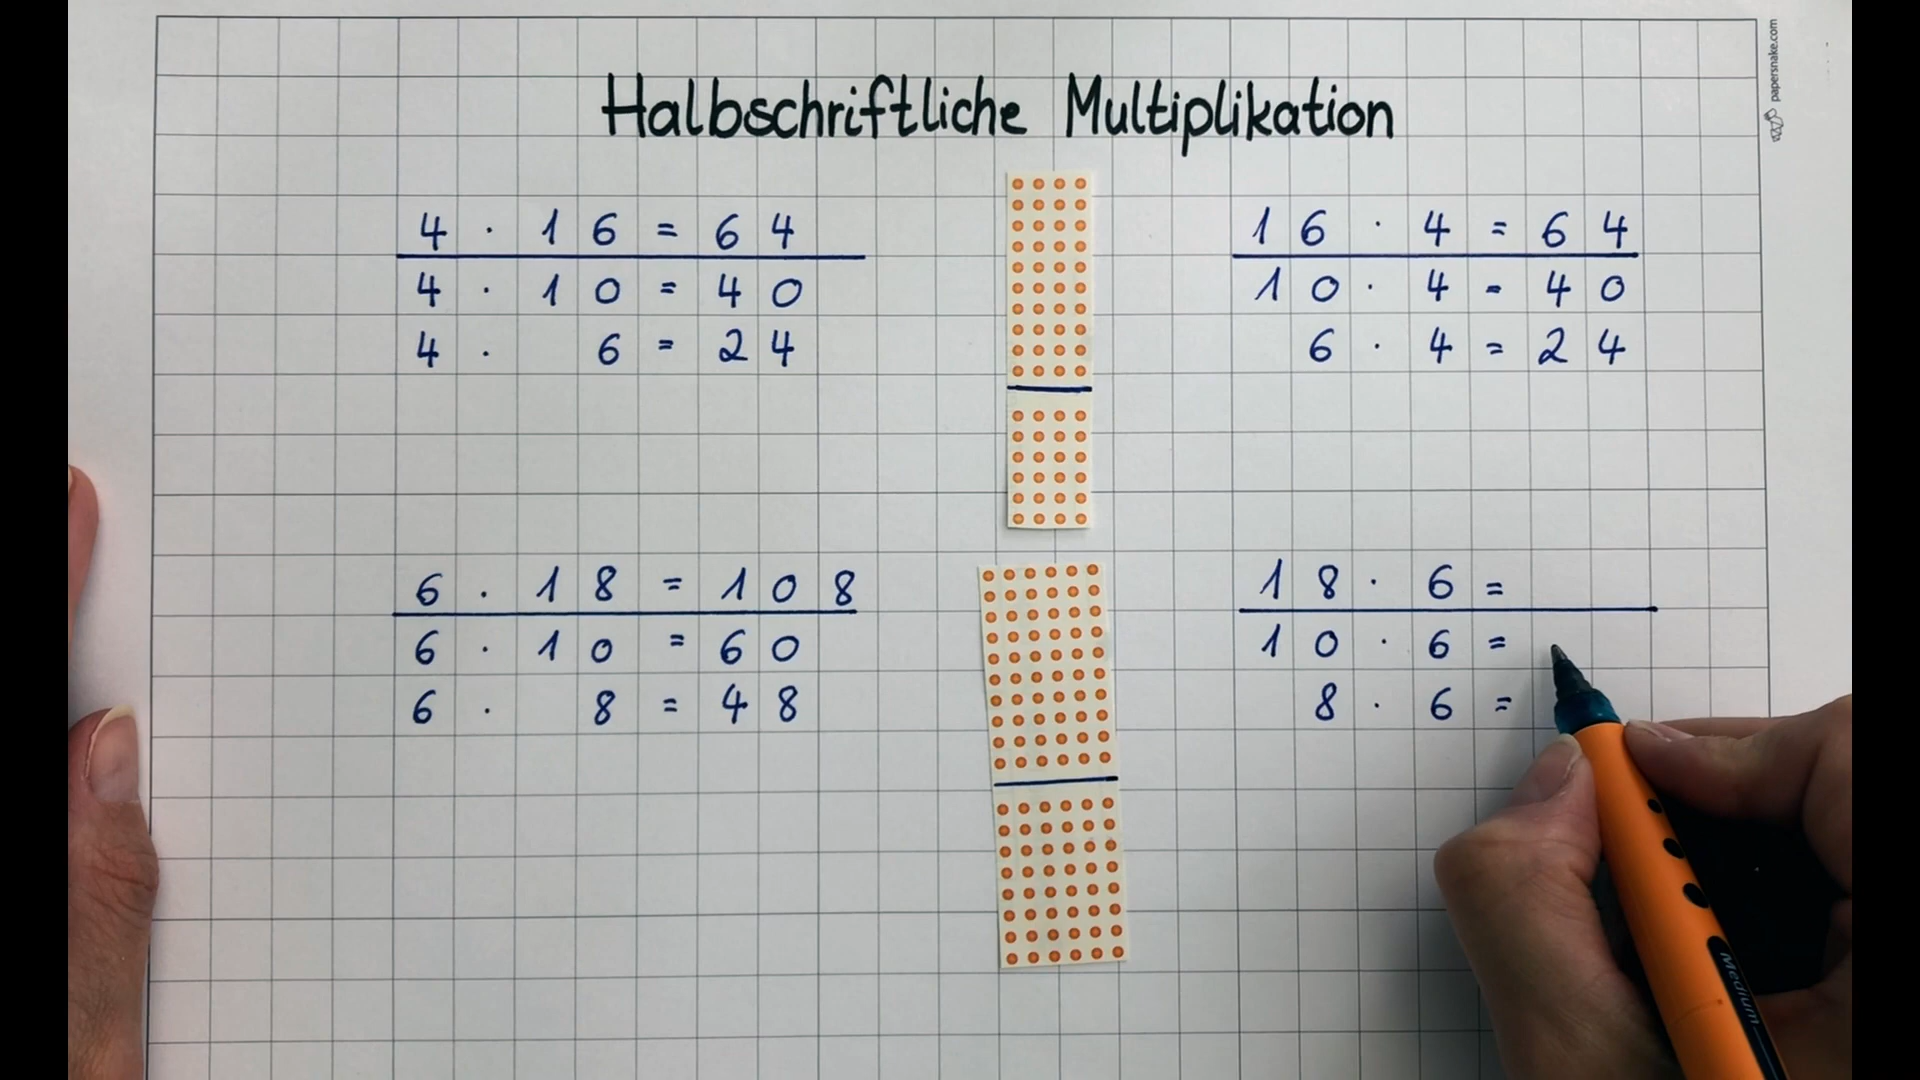 Halbschriftliche Multiplikation
papersnake.com
4 · 16 = 64
4 · 10 = 40
4 · 6 = 24
16 · 4 = 64
10 · 4 = 40
6 · 4 = 24
6 · 18 = 108
6 · 10 = 60
6 · 8 = 48
18 · 6 =
10 · 6 =
8 · 6 =
Medium